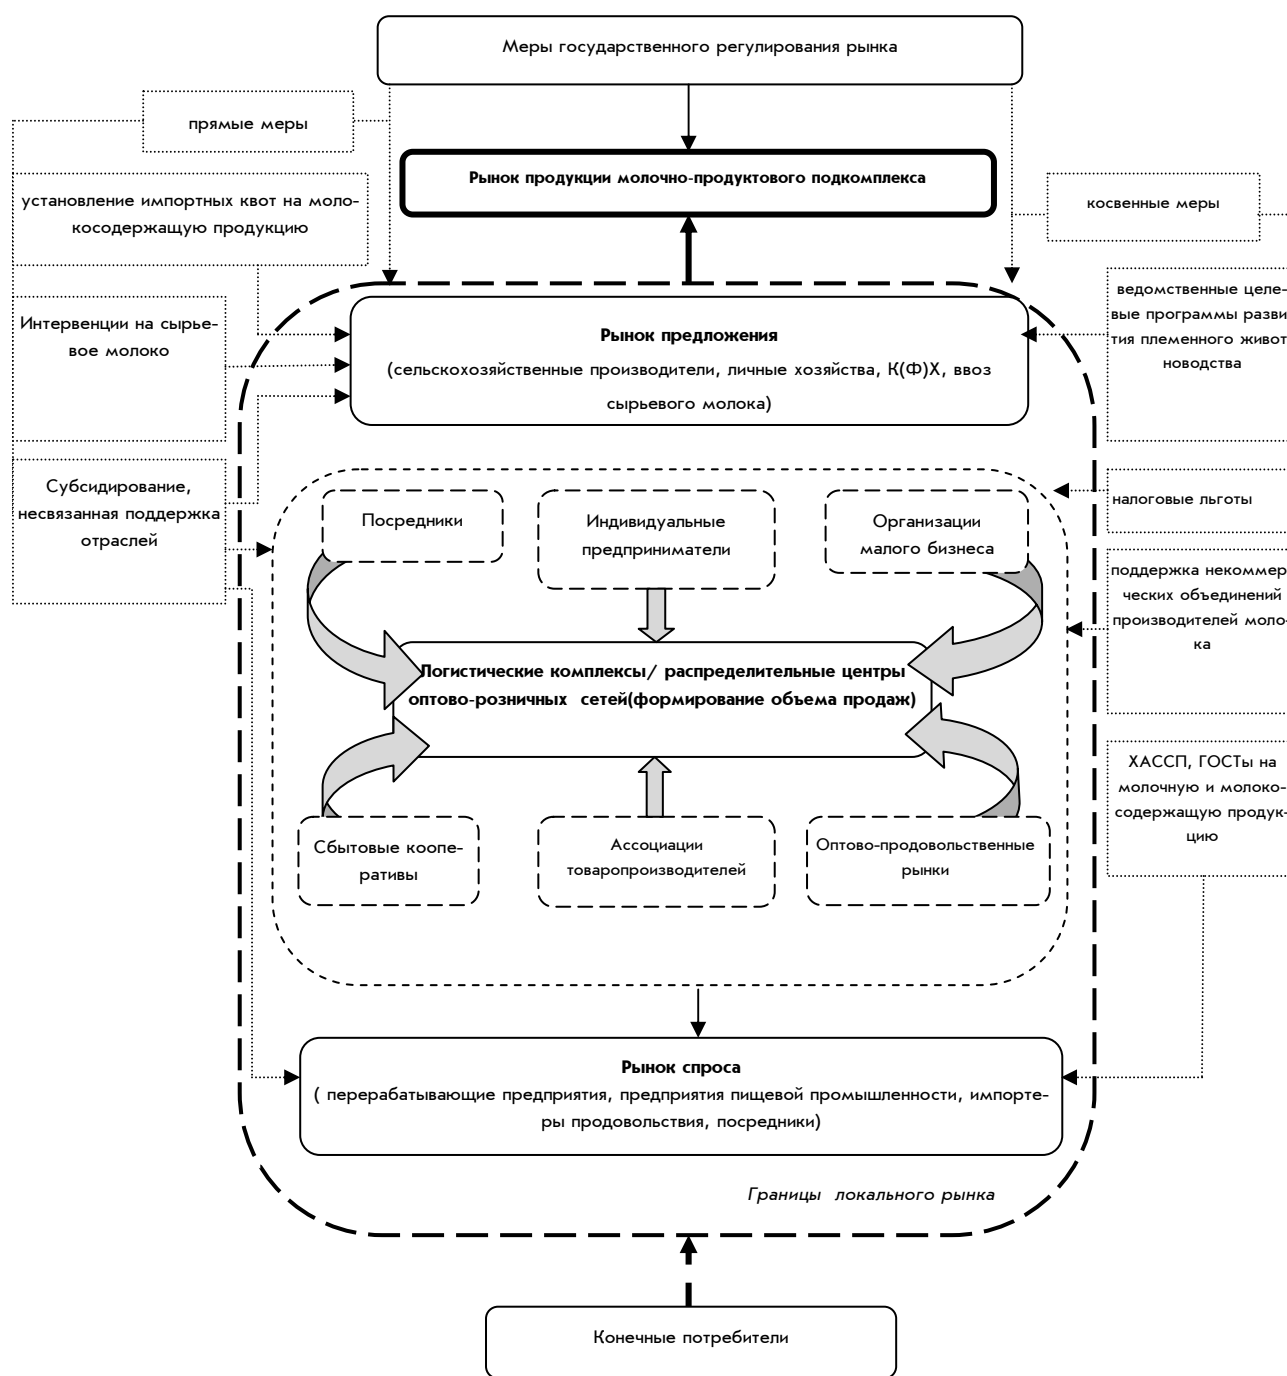 Меры государственного регулирования рынка
прямые меры
Рынок продукции молочно-продуктового подкомплекса
установление импортных квот на моло-
косодержащую продукцию
косвенные меры
ведомственные целе-
вые программы разви
тия племенного живот
новодства
Интервенции на сырье-
вое молоко
Рынок предложения
(сельскохозяйственные производители, личные хозяйства, К(Ф)Х, ввоз
сырьевого молока)
Субсидирование,
несвязанная поддержка
отраслей
налоговые льготы
Посредники
Индивидуальные
предприниматели
Организации
малого бизнеса
поддержка некоммер
ческих объединений
производителей моло-
ка
Логистические комплексы/ распределительные центры
оптово-розничных  сетей(формирование объема продаж)
ХАССП, ГОСТы на
молочную и молоко-
содержащую продук-
цию
Сбытовые коопе-
ративы
Ассоциации
товаропроизводителей
Оптово-продовольственные
рынки
Рынок спроса
( перерабатывающие предприятия, предприятия пищевой промышленности, импорте-
ры продовольствия, посредники)
Границы  локального рынка
Конечные потребители